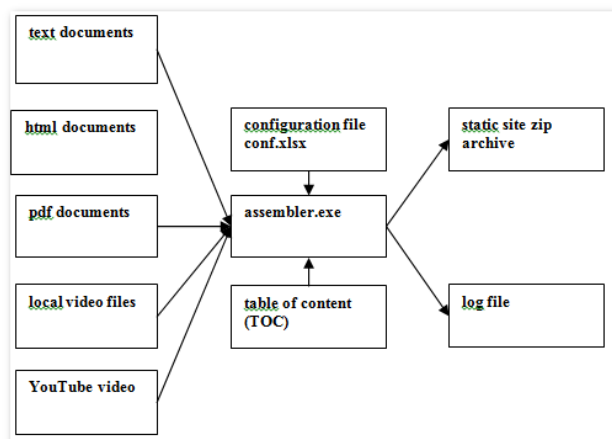 text documents
html documents
pdf documents
local video files
YouTube video
configuration file
conf.xlsx
assembler.exe
table of content
(TOC)
static site zip
archive
log file